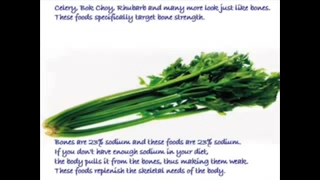 Celery, Bok Choy, Rhubarb and many more look just like bones.
These foods specifically target bone strength.
Bones are 23% sodium and these foods are 23% sodium.
If you don't have enough sodium in your diet,
the body pulls it from the bones, thus making them weak.
These foods replenish the skeletal needs of the body.